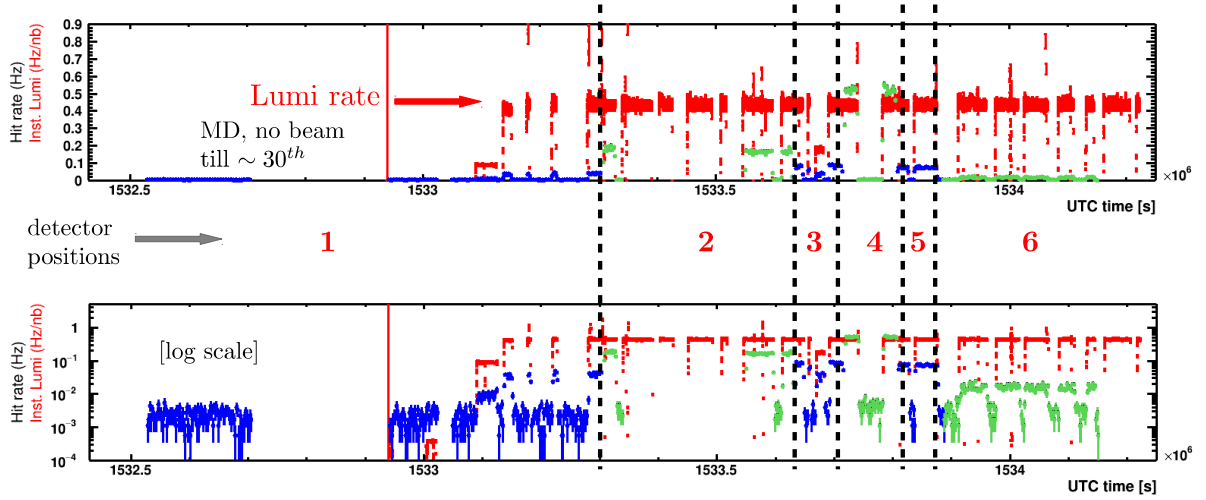 Hit rate (Hz)
Inst. Lumi (Hz/nb)
0.9
0.8
0.7
0.6
0.5
0.4
0.3
0.2
0.1
0
Lumi rate
MD, no beam
till ∼ 30th
1532.5 1533 1533.5 1534 ×10^6
UTC time [s]
detector
positions
1 2 3 4 5 6
Hit rate (Hz)
Inst. Lumi (Hz/nb)
1
10^-1
10^-2
10^-3
10^-4
[log scale]
1532.5 1533 1533.5 1534 ×10^6
UTC time [s]